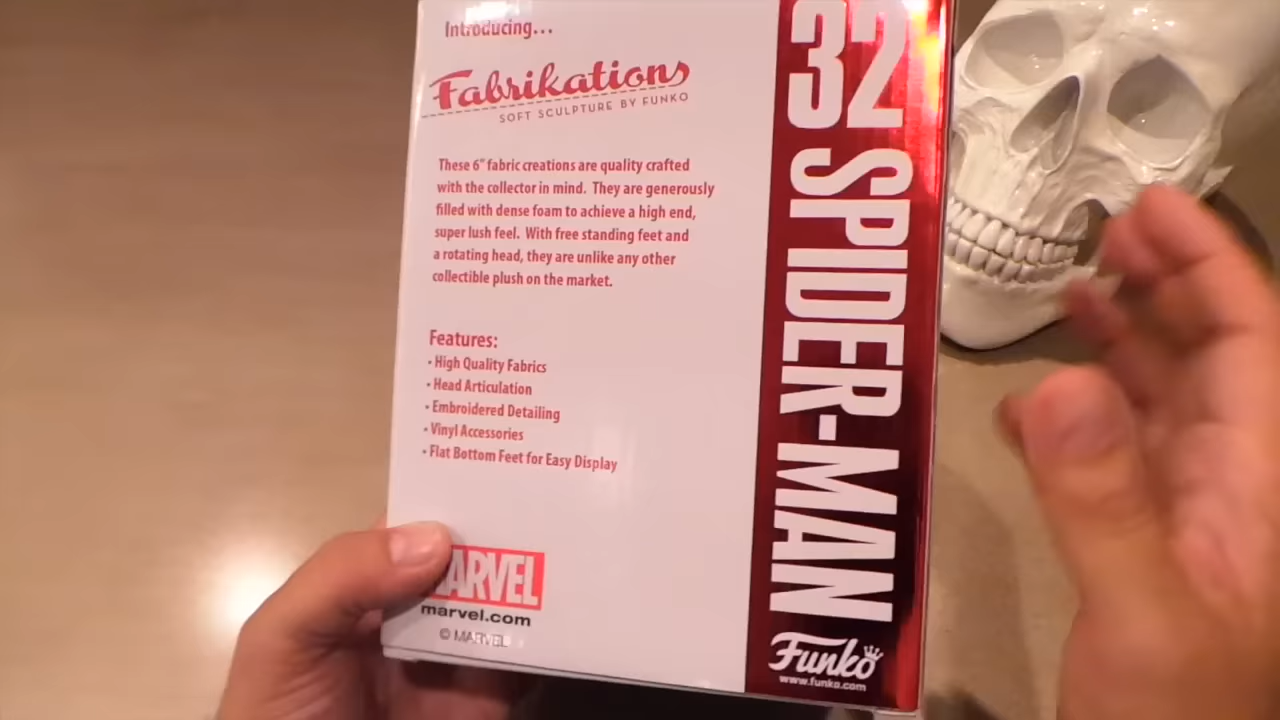 Introducing...
Fabrikations
SOFT SCULPTURE BY FUNKO
These 6" fabric creations are quality crafted
with the collector in mind. They are generously
filled with dense foam to achieve a high end,
super lush feel. With free standing feet and
a rotating head, they are unlike any other
collectible plush on the market.
Features:
• High Quality Fabrics
• Head Articulation
• Embroidered Detailing
• Vinyl Accessories
• Flat Bottom Feet for Easy Display
MARVEL
marvel.com
© MARVEL
32 SPIDER-MAN
Funko
www.funko.com